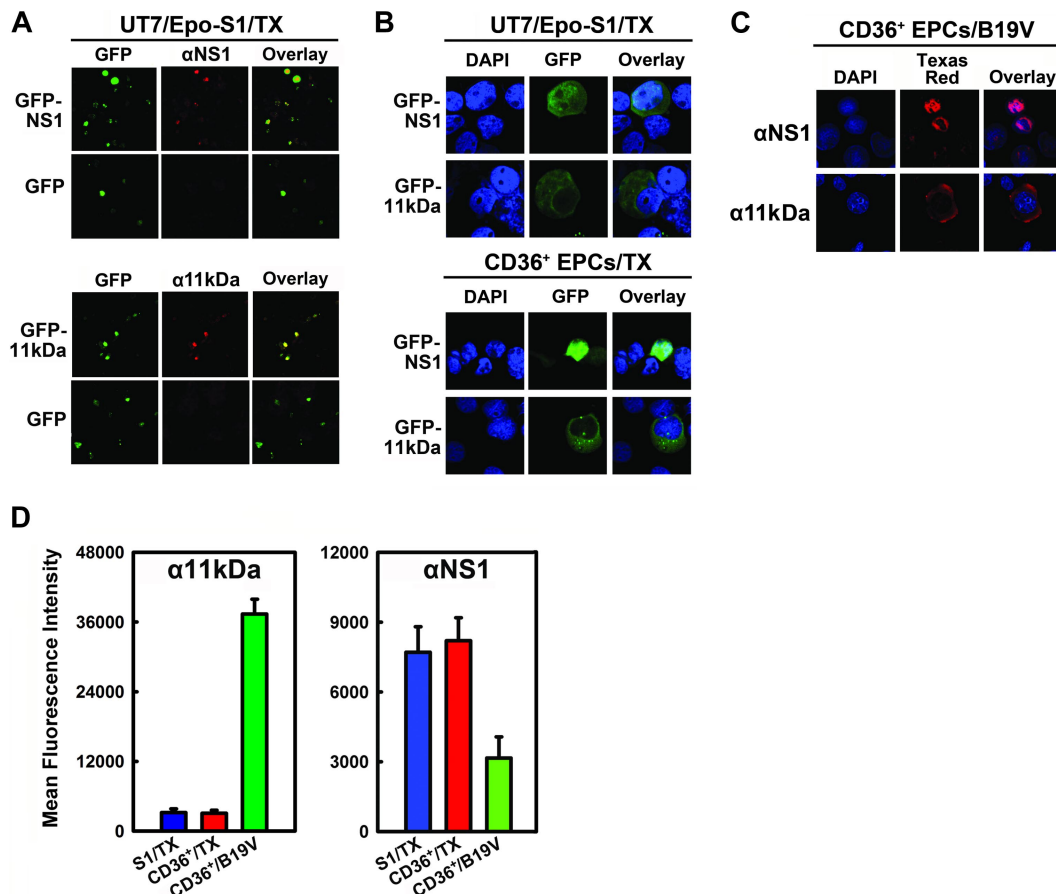 A
UT7/Epo-S1/TX
GFP αNS1 Overlay
GFP-
NS1
GFP
GFP α11kDa Overlay
GFP-
11kDa
GFP
B
UT7/Epo-S1/TX
DAPI GFP Overlay
GFP-
NS1
GFP-
11kDa
CD36⁺ EPCs/TX
DAPI GFP Overlay
GFP-
NS1
GFP-
11kDa
C
CD36⁺ EPCs/B19V
DAPI Texas Red Overlay
αNS1
α11kDa
D
Mean Fluorescence Intensity
α11kDa
48000
36000
24000
12000
0
S1/TX
CD36⁺/TX
CD36⁺/B19V
αNS1
12000
9000
6000
3000
0
S1/TX
CD36⁺/TX
CD36⁺/B19V